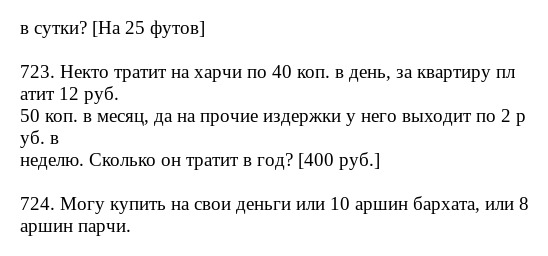 в сутки? [На 25 футов]
723. Некто тратит на харчи по 40 коп. в день, за квартиру пл
атит 12 руб.
50 коп. в месяц, да на прочие издержки у него выходит по 2 р
уб. в
неделю. Сколько он тратит в год? [400 руб.]
724. Могу купить на свои деньги или 10 аршин бархата, или 8
аршин парчи.